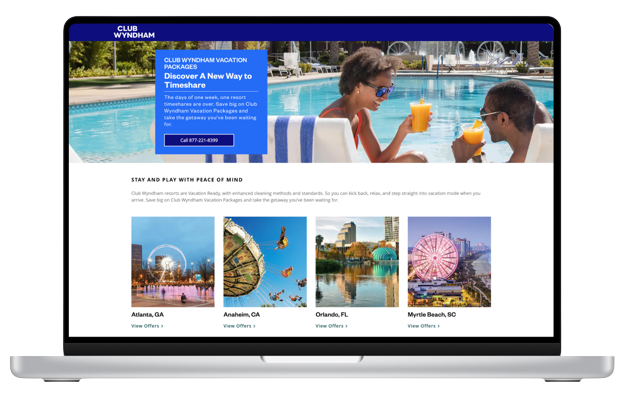 CLUB
WYNDHAM
CLUB WYNDHAM VACATION
PACKAGES
Discover A New Way to
Timeshare
The days of one week, one resort
timeshares are over. Save big on Club
Wyndham Vacation Packages and
take the getaway you've been waiting
for.
Call 877-221-8399
STAY AND PLAY WITH PEACE OF MIND
Club Wyndham resorts are Vacation Ready, with enhanced cleaning methods and standards. So you can kick back, relax, and step straight into vacation mode when you
arrive. Save big on Club Wyndham Vacation Packages and take the getaway you've been waiting for.
Atlanta, GA
Anaheim, CA
Orlando, FL
Myrtle Beach, SC
View Offers >
View Offers >
View Offers >
View Offers >